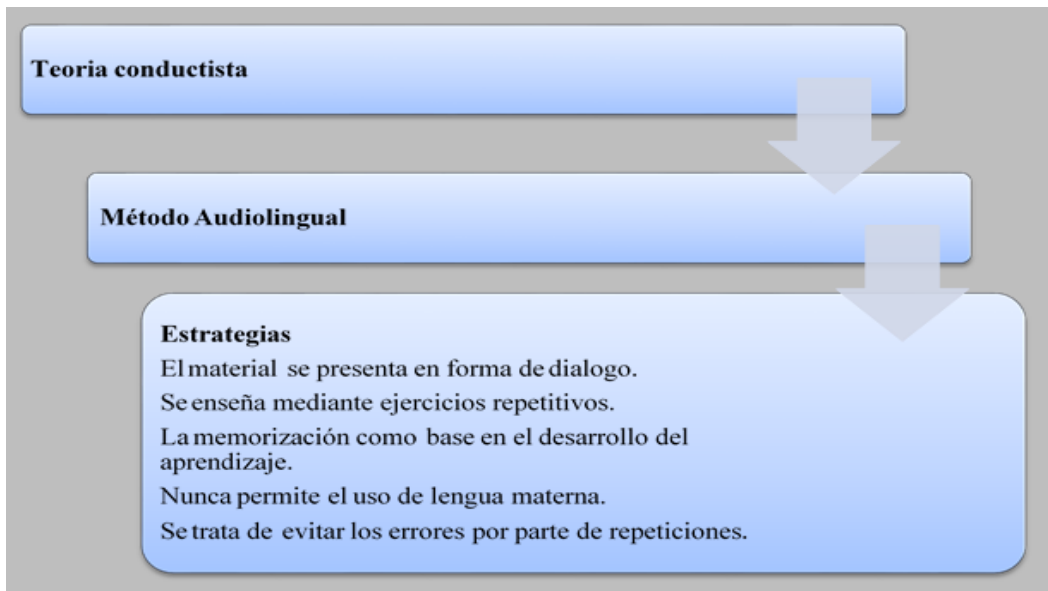 Teoria conductista
Método Audiolingual
Estrategias
El material se presenta en forma de dialogo.
Se enseña mediante ejercicios repetitivos.
La memorización como base en el desarrollo del
aprendizaje.
Nunca permite el uso de lengua materna.
Se trata de evitar los errores por parte de repeticiones.